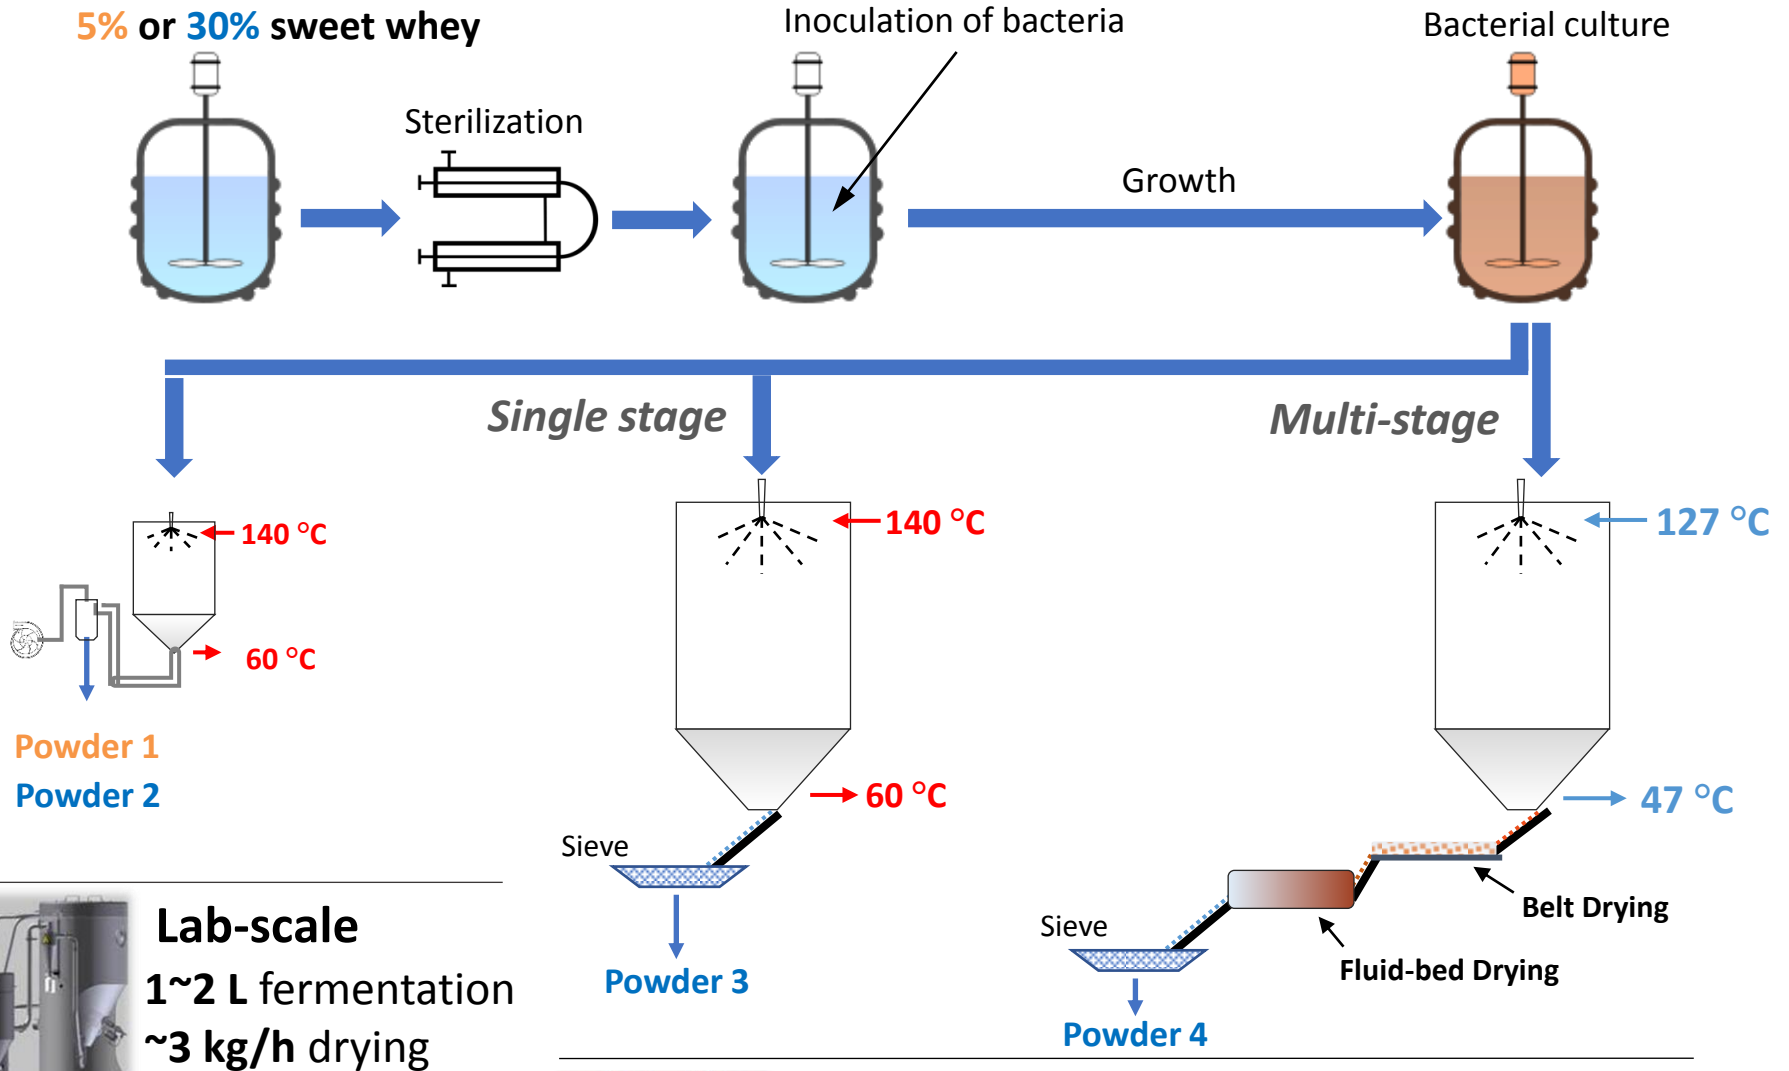 5% or 30% sweet whey
Inoculation of bacteria
Bacterial culture
Sterilization
Growth
Single stage
Multi-stage
140 °C
140 °C
127 °C
60 °C
60 °C
47 °C
Powder 1
Powder 2
Sieve
Powder 3
Belt Drying
Fluid-bed Drying
Sieve
Powder 4
Lab-scale
1~2 L fermentation
~3 kg/h drying